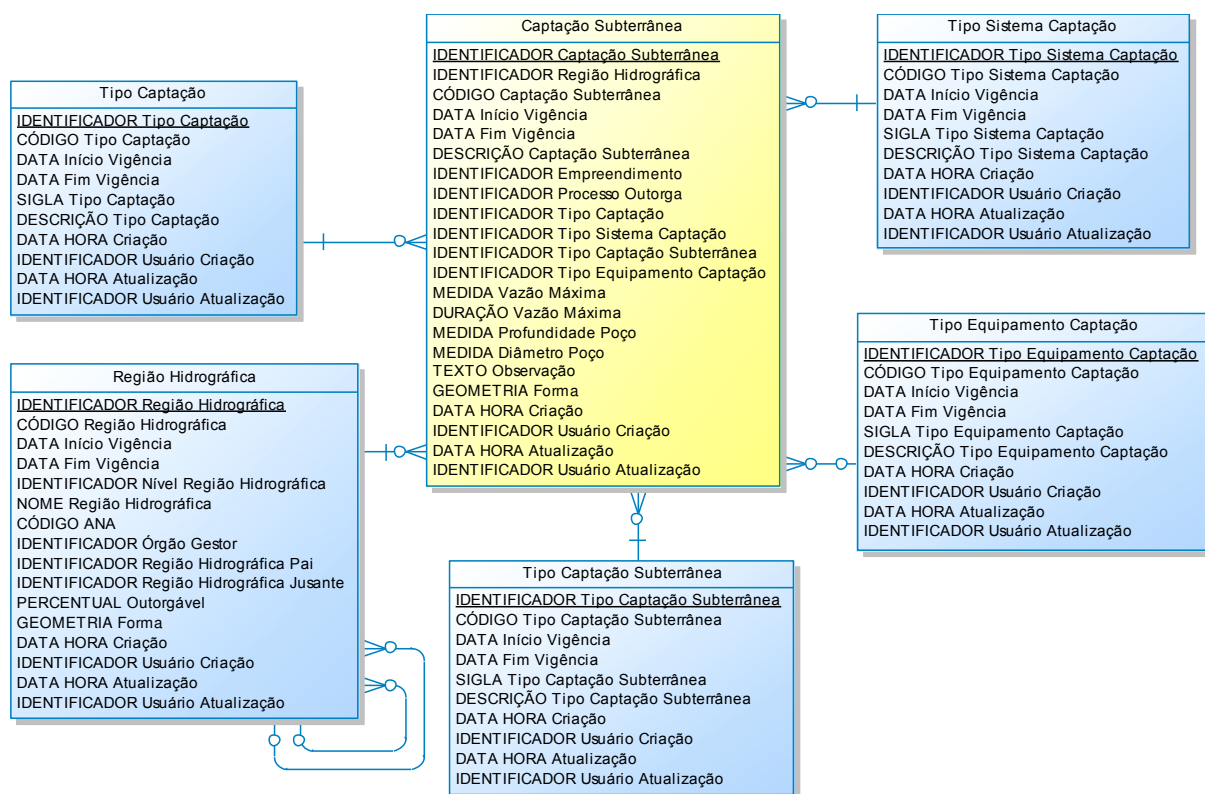 Captação Subterrânea
IDENTIFICADOR Captação Subterrânea
IDENTIFICADOR Região Hidrográfica
CÓDIGO Captação Subterrânea
DATA Início Vigência
DATA Fim Vigência
DESCRIÇÃO Captação Subterrânea
IDENTIFICADOR Empreendimento
IDENTIFICADOR Processo Outorga
IDENTIFICADOR Tipo Captação
IDENTIFICADOR Tipo Sistema Captação
IDENTIFICADOR Tipo Captação Subterrânea
IDENTIFICADOR Tipo Equipamento Captação
MEDIDA Vazão Máxima
DURAÇÃO Vazão Máxima
MEDIDA Profundidade Poço
MEDIDA Diâmetro Poço
TEXTO Observação
GEOMETRIA Forma
DATA HORA Criação
IDENTIFICADOR Usuário Criação
DATA HORA Atualização
IDENTIFICADOR Usuário Atualização
Tipo Sistema Captação
IDENTIFICADOR Tipo Sistema Captação
CÓDIGO Tipo Sistema Captação
DATA Início Vigência
DATA Fim Vigência
SIGLA Tipo Sistema Captação
DESCRIÇÃO Tipo Sistema Captação
DATA HORA Criação
IDENTIFICADOR Usuário Criação
DATA HORA Atualização
IDENTIFICADOR Usuário Atualização
Tipo Captação
IDENTIFICADOR Tipo Captação
CÓDIGO Tipo Captação
DATA Início Vigência
DATA Fim Vigência
SIGLA Tipo Captação
DESCRIÇÃO Tipo Captação
DATA HORA Criação
IDENTIFICADOR Usuário Criação
DATA HORA Atualização
IDENTIFICADOR Usuário Atualização
Tipo Equipamento Captação
IDENTIFICADOR Tipo Equipamento Captação
CÓDIGO Tipo Equipamento Captação
DATA Início Vigência
DATA Fim Vigência
SIGLA Tipo Equipamento Captação
DESCRIÇÃO Tipo Equipamento Captação
DATA HORA Criação
IDENTIFICADOR Usuário Criação
DATA HORA Atualização
IDENTIFICADOR Usuário Atualização
Região Hidrográfica
IDENTIFICADOR Região Hidrográfica
CÓDIGO Região Hidrográfica
DATA Início Vigência
DATA Fim Vigência
IDENTIFICADOR Nível Região Hidrográfica
NOME Região Hidrográfica
CÓDIGO ANA
IDENTIFICADOR Órgão Gestor
IDENTIFICADOR Região Hidrográfica Pai
IDENTIFICADOR Região Hidrográfica Jusante
PERCENTUAL Outorgável
GEOMETRIA Forma
DATA HORA Criação
IDENTIFICADOR Usuário Criação
DATA HORA Atualização
IDENTIFICADOR Usuário Atualização
Tipo Captação Subterrânea
IDENTIFICADOR Tipo Captação Subterrânea
CÓDIGO Tipo Captação Subterrânea
DATA Início Vigência
DATA Fim Vigência
SIGLA Tipo Captação Subterrânea
DESCRIÇÃO Tipo Captação Subterrânea
DATA HORA Criação
IDENTIFICADOR Usuário Criação
DATA HORA Atualização
IDENTIFICADOR Usuário Atualização